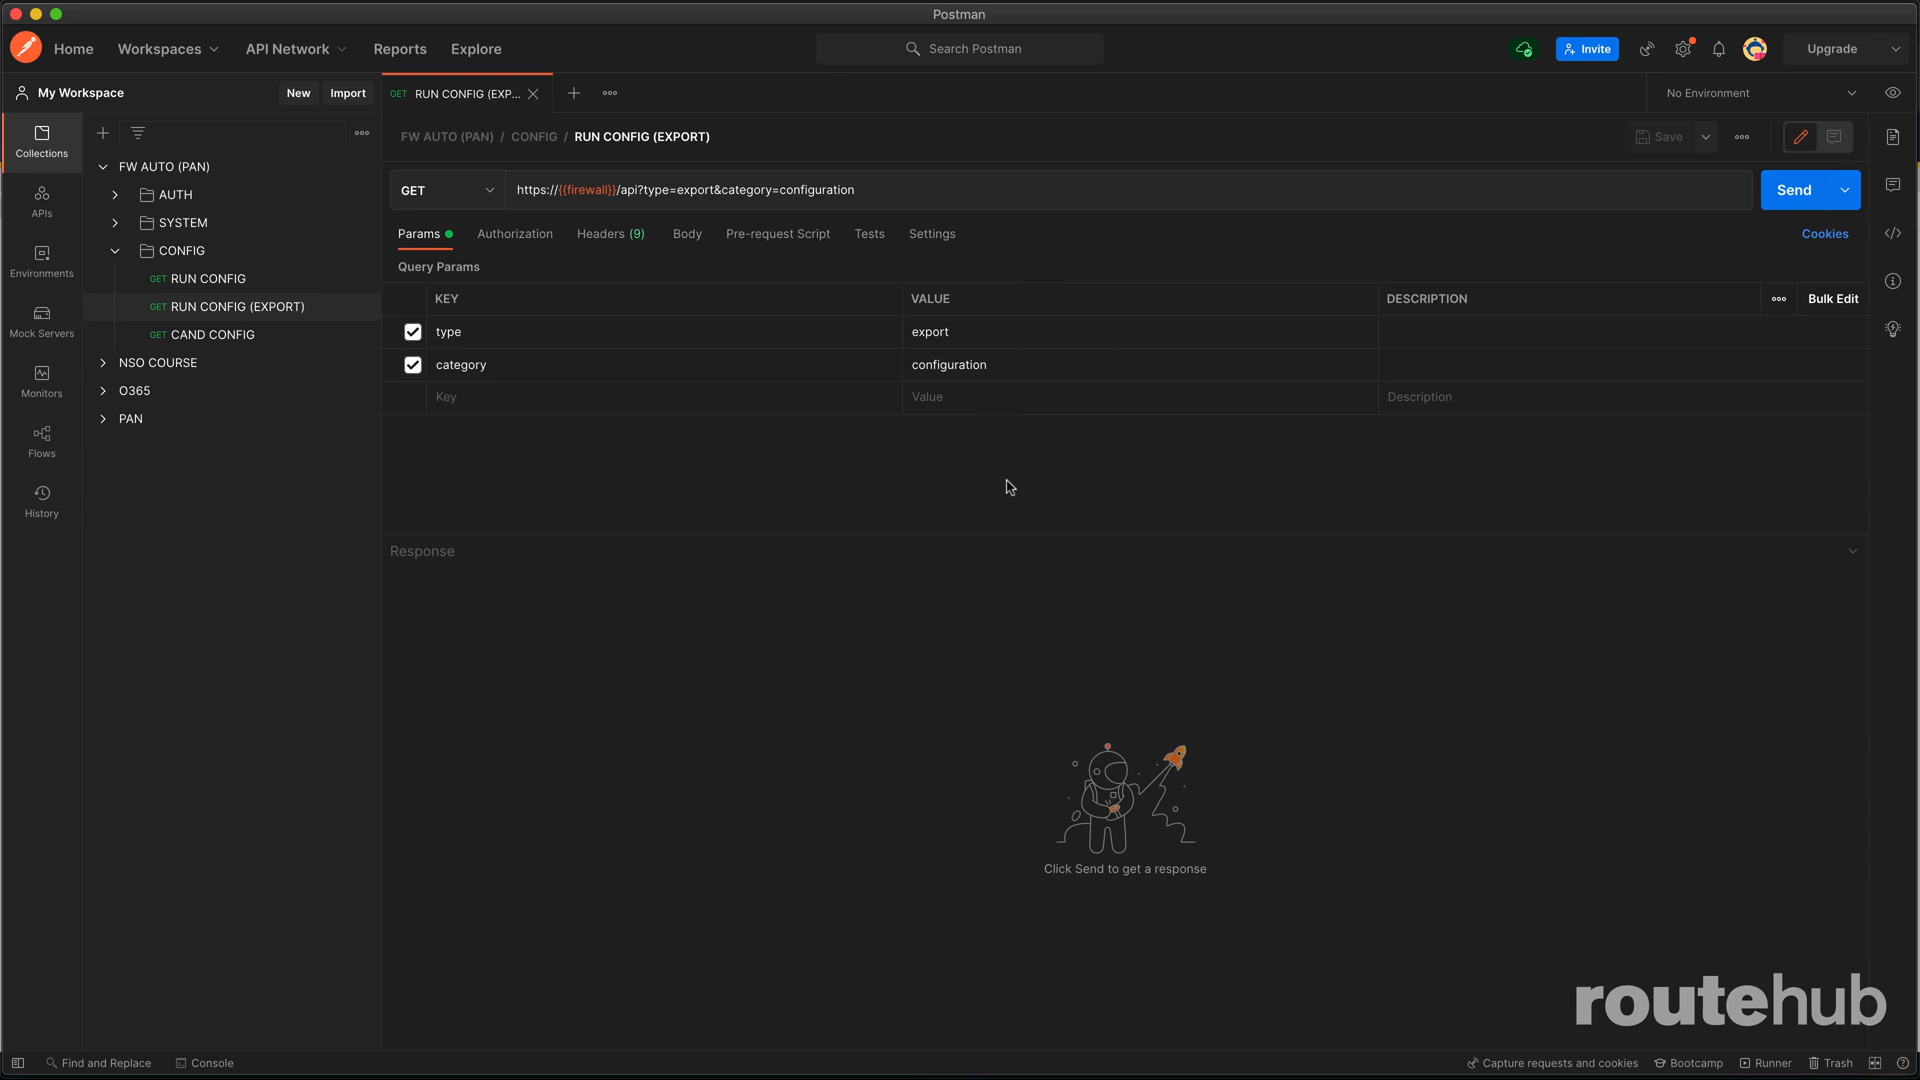 Postman
Home
Workspaces
API Network
Reports
Explore
Search Postman
Invite
Upgrade
My Workspace
New
Import
GET RUN CONFIG (EXP...
No Environment
Collections
APIs
Environments
Mock Servers
Monitors
Flows
History
FW AUTO (PAN)
AUTH
SYSTEM
CONFIG
GET RUN CONFIG
GET RUN CONFIG (EXPORT)
GET CAND CONFIG
NSO COURSE
O365
PAN
FW AUTO (PAN) / CONFIG / RUN CONFIG (EXPORT)
Save
GET
https://{{firewall}}/api?type=export&category=configuration
Send
Params
Authorization
Headers (9)
Body
Pre-request Script
Tests
Settings
Cookies
Query Params
KEY VALUE DESCRIPTION
Bulk Edit
type export
category configuration
Key Value Description
Response
Click Send to get a response
routehub
Find and Replace
Console
Capture requests and cookies
Bootcamp
Runner
Trash